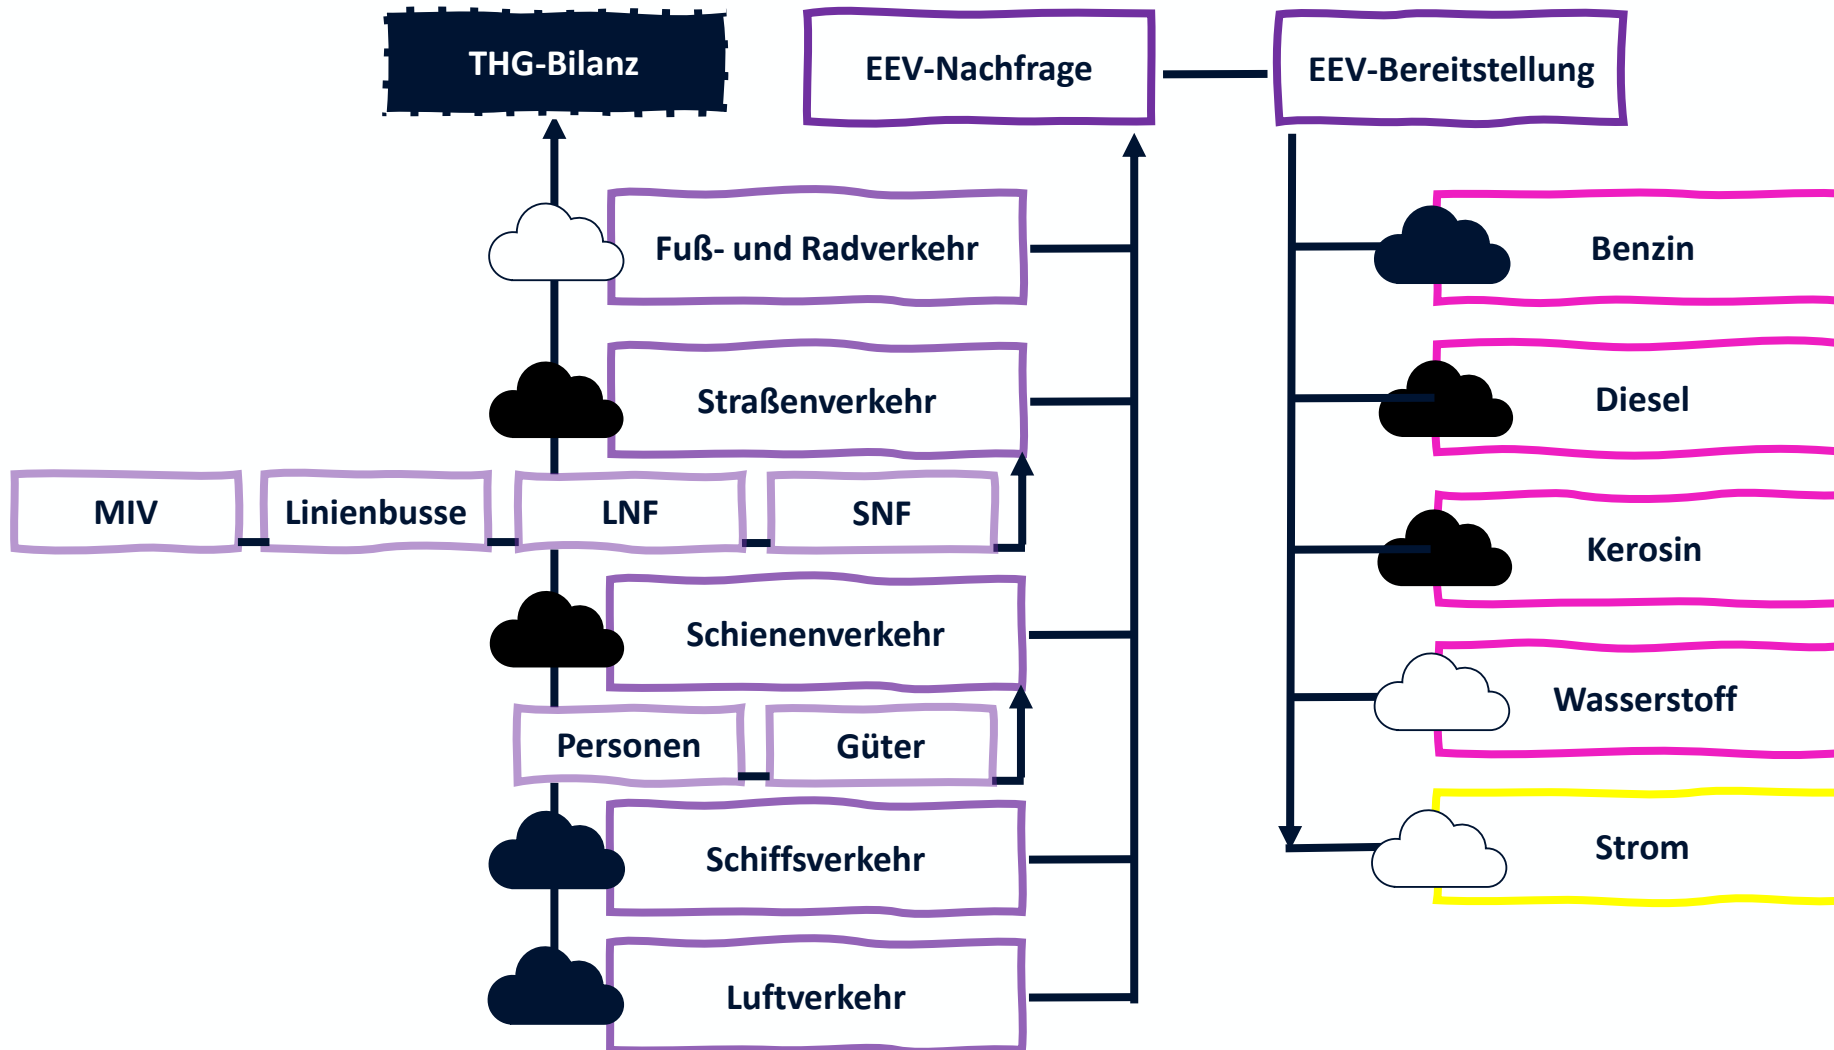 THG-Bilanz
EEV-Nachfrage
EEV-Bereitstellung
Fuß- und Radverkehr
Benzin
Straßenverkehr
Diesel
MIV
Linienbusse
LNF
SNF
Kerosin
Schienenverkehr
Wasserstoff
Personen
Güter
Schiffsverkehr
Strom
Luftverkehr